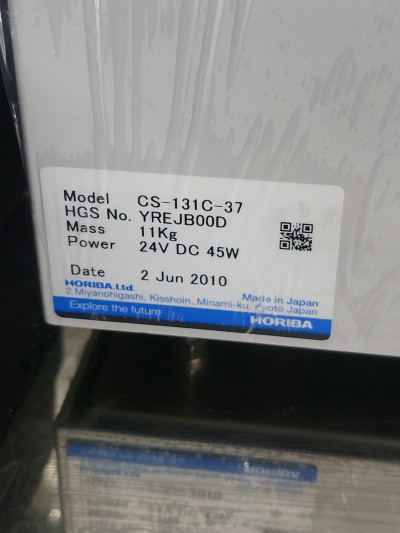 Model CS-131C-37
HGS No. YREJB00D
Mass 11Kg
Power 24V DC 45W
Date 2 Jun 2010
HORIBA.Ltd. Made in Japan
2 Miyanohigashi, Kisshoin, Minami-ku, Kyoto Japan
Explore the future HORIBA